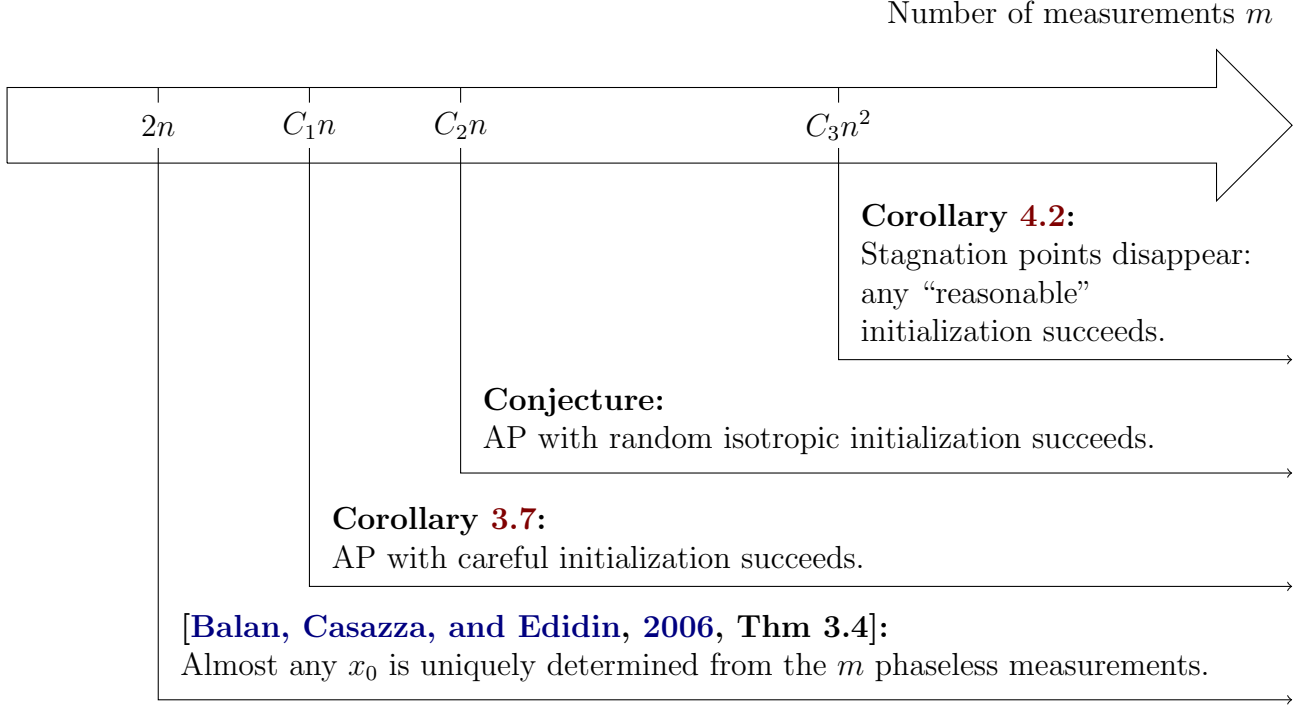 Number of measurements m
2n C₁n C₂n C₃n²
Corollary 4.2:
Stagnation points disappear:
any “reasonable”
initialization succeeds.
Conjecture:
AP with random isotropic initialization succeeds.
Corollary 3.7:
AP with careful initialization succeeds.
[Balan, Casazza, and Edidin, 2006, Thm 3.4]:
Almost any x₀ is uniquely determined from the m phaseless measurements.